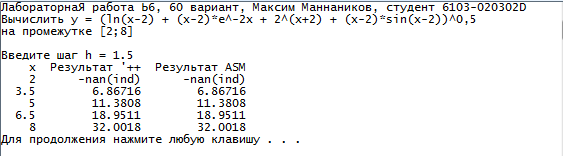 Лабораторная работа Ь6, 60 вариант, Максим Маннаников, студент 6103-020302D
Вычислить y = (ln(x-2) + (x-2)*e^-2x + 2^(x+2) + (x-2)*sin(x-2))^0,5
на промежутке [2;8]
Введите шаг h = 1.5
x Результат '++ Результат ASM
2 -nan(ind) -nan(ind)
3.5 6.86716 6.86716
5 11.3808 11.3808
6.5 18.9511 18.9511
8 32.0018 32.0018
Для продолжения нажмите любую клавишу . . .